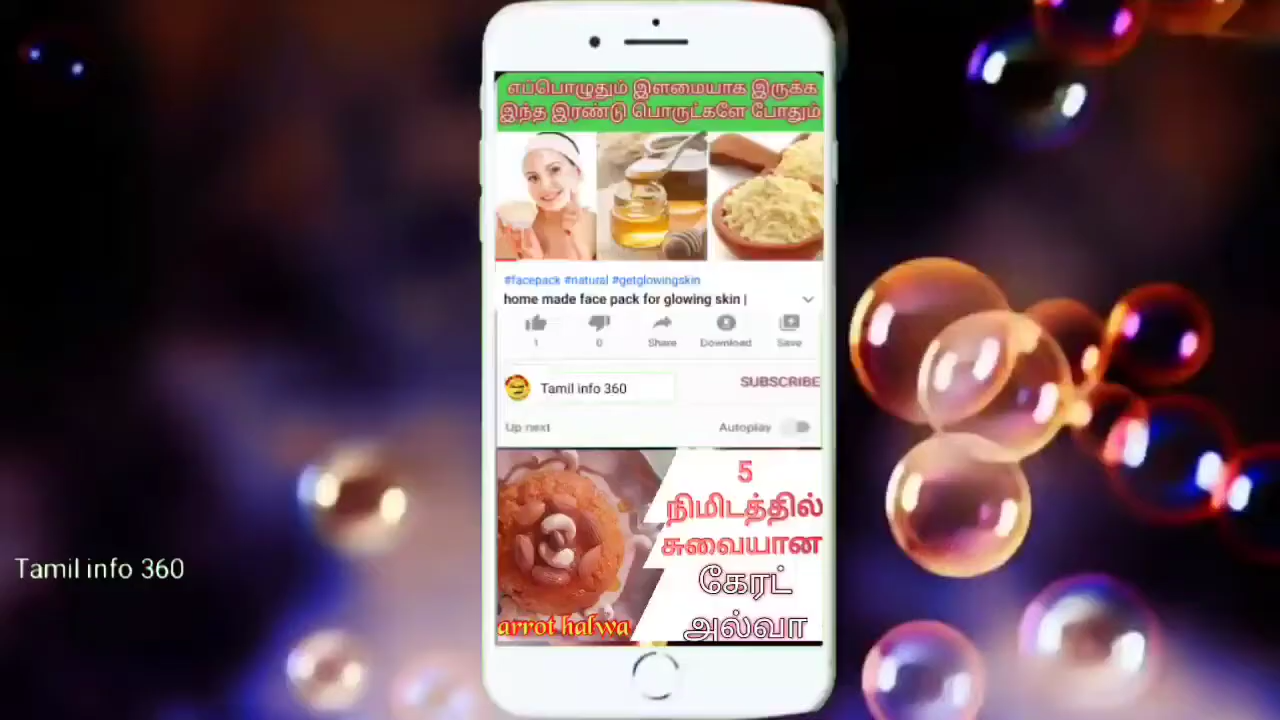 எப்பொழுதும் இளமையாக இருக்க
இந்த இரண்டு பொருட்களே போதும்
#facepack #natural #getglowingskin
home made face pack for glowing skin |
1 0 Share Download Save
Tamil info 360 SUBSCRIBE
Up next Autoplay
5
நிமிடத்தில்
சுவையான
கேரட்
அல்வா
arrot halwa
Tamil info 360